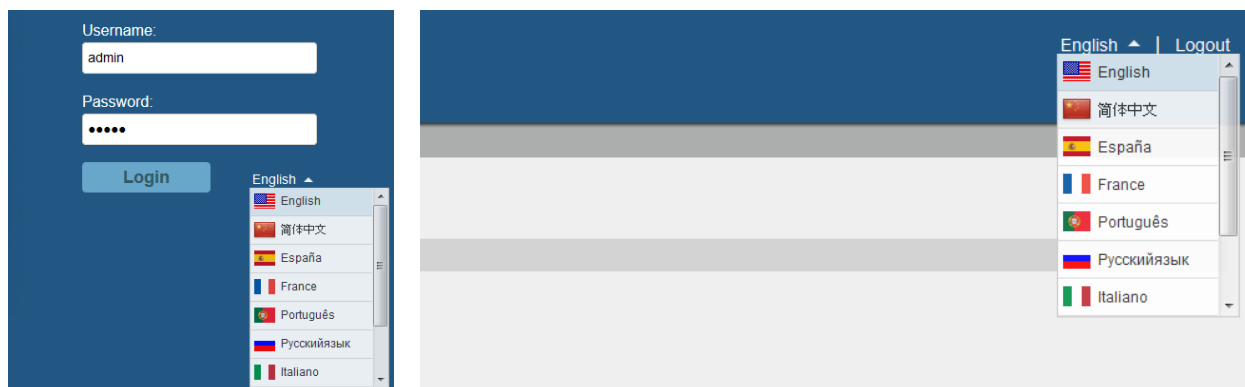 Username:
admin
Password:
•••••
Login
English
English
简体中文
España
France
Português
Русскийязык
Italiano
English | Logout
English
简体中文
España
France
Português
Русскийязык
Italiano